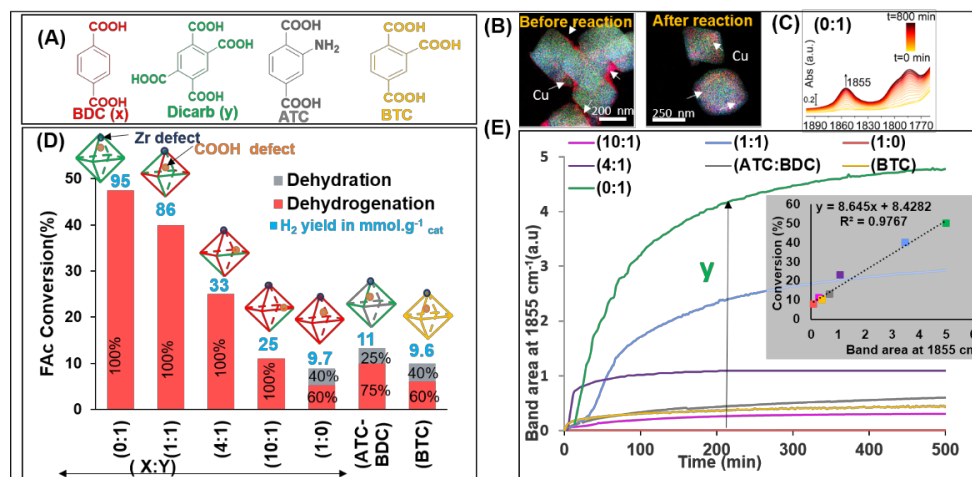 (A)
COOH
COOH
BDC (x)
COOH
COOH
HOOC
COOH
Dicarb (y)
COOH
NH2
COOH
ATC
COOH
COOH
COOH
BTC
(B)
Before reaction
Cu
200 nm
After reaction
Cu
250 nm
(C)
(0:1)
t=800 min
t=0 min
1855
Abs (a.u.)
0.2
1890 1860 1830 1800 1770
(D)
Zr defect
COOH defect
Dehydration
Dehydrogenation
H2 yield in mmol.g-1 cat
FAc Conversion(%)
50
40
30
20
10
0
95
86
33
25
9.7
11
9.6
100%
100%
100%
100%
40%
60%
25%
75%
40%
60%
(0:1)
(1:1)
(4:1)
(10:1)
(1:0)
(ATC-
BDC)
(BTC)
( X:Y)
(E)
(10:1)
(1:1)
(1:0)
(4:1)
(ATC:BDC)
(BTC)
(0:1)
Band area at 1855 cm-1(a.u)
5
4
3
2
1
0
y
0 100 200 300 400 500
Time (min)
y = 8.645x + 8.4282
R² = 0.9767
Conversion (%)
60
50
40
30
20
10
0
0 1 2 3 4 5 6
Band area at 1855 cm